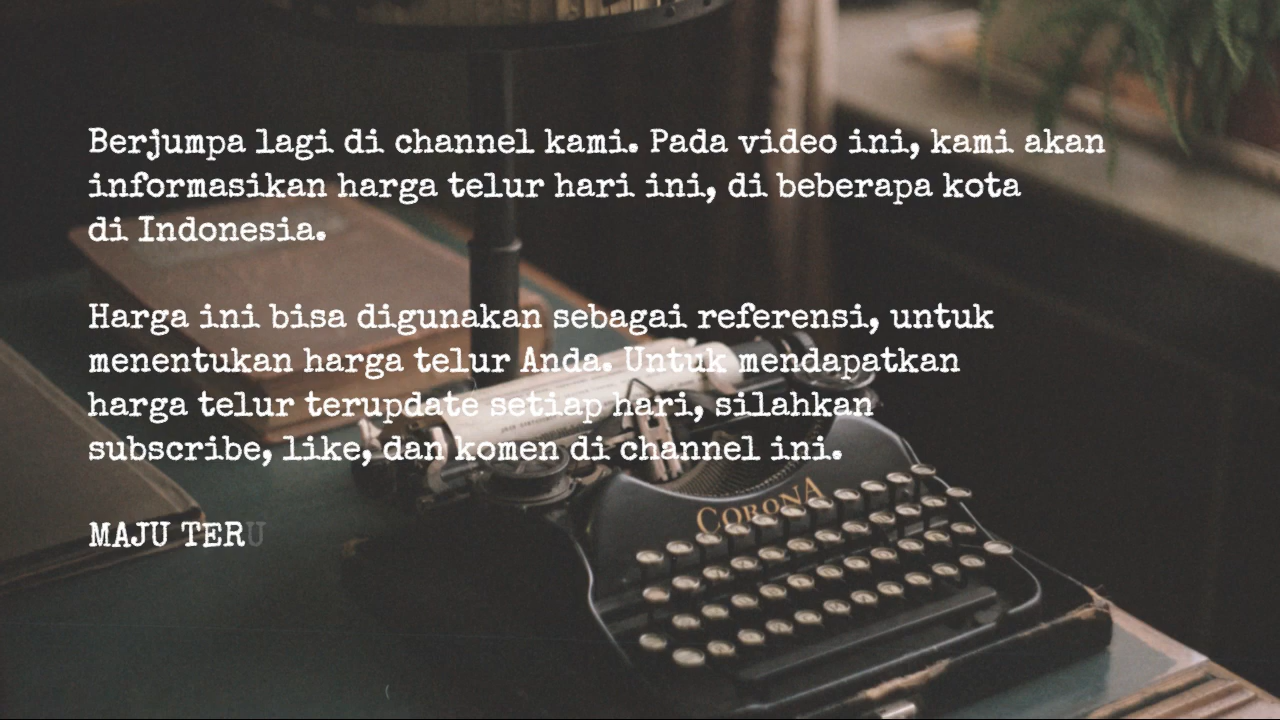 Berjumpa lagi di channel kami. Pada video ini, kami akan
informasikan harga telur hari ini, di beberapa kota
di Indonesia.
Harga ini bisa digunakan sebagai referensi, untuk
menentukan harga telur Anda. Untuk mendapatkan
harga telur terupdate setiap hari, silahkan
subscribe, like, dan komen di channel ini.
MAJU TERU
CORONA